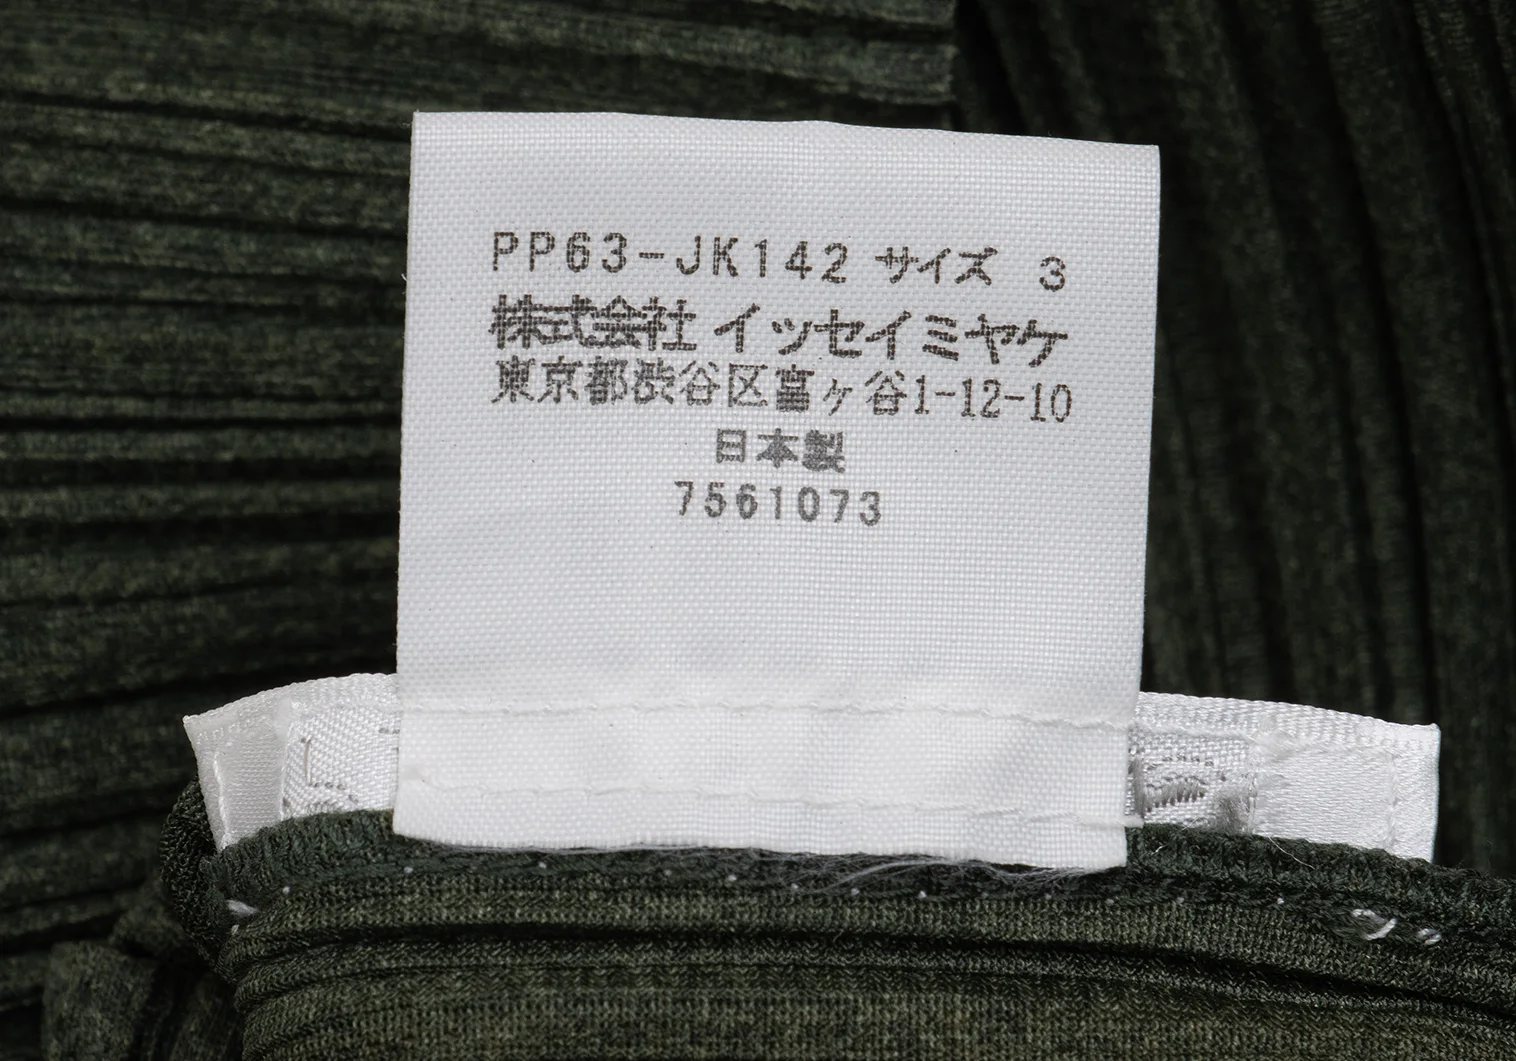 PP63-JK142 サイズ 3
株式会社 イッセイミヤケ
東京都渋谷区富ヶ谷1-12-10
日本製
7561073